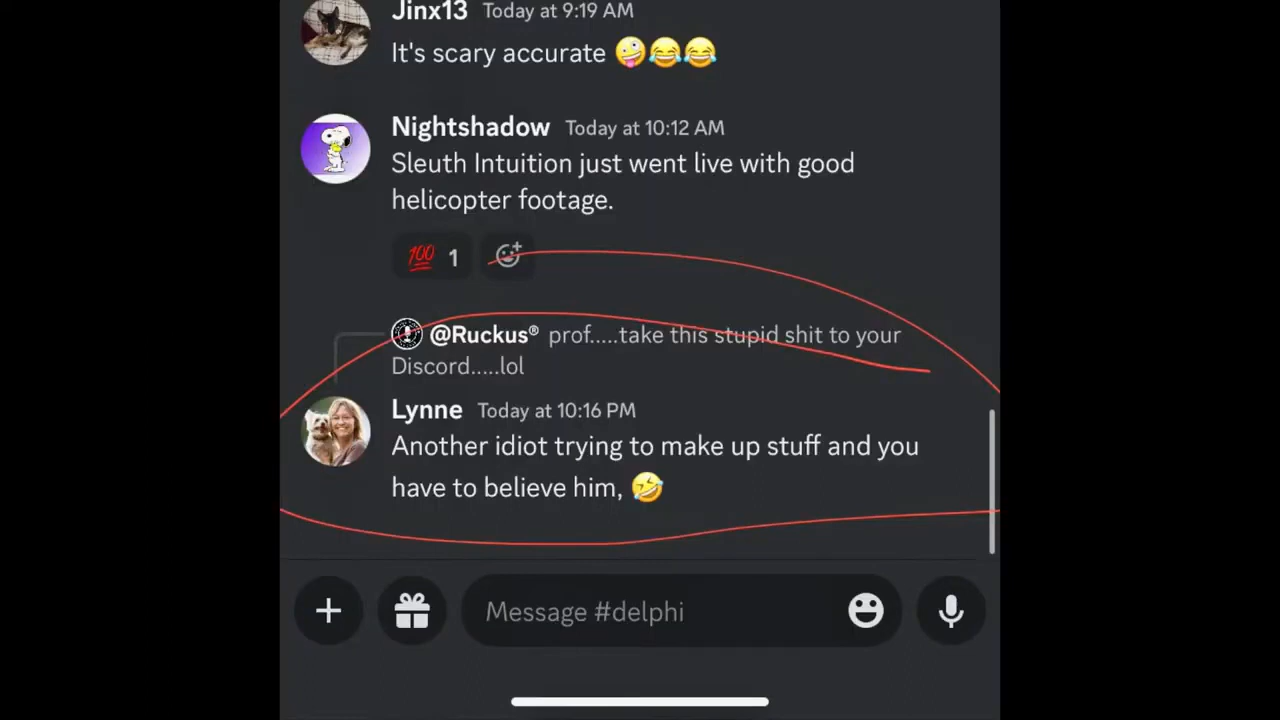 Jinx13 Today at 9:19 AM
It's scary accurate 🤪😂😂
Nightshadow Today at 10:12 AM
Sleuth Intuition just went live with good
helicopter footage.
💯 1
@Ruckus® prof.....take this stupid shit to your
Discord.....lol
Lynne Today at 10:16 PM
Another idiot trying to make up stuff and you
have to believe him, 🤣
Message #delphi